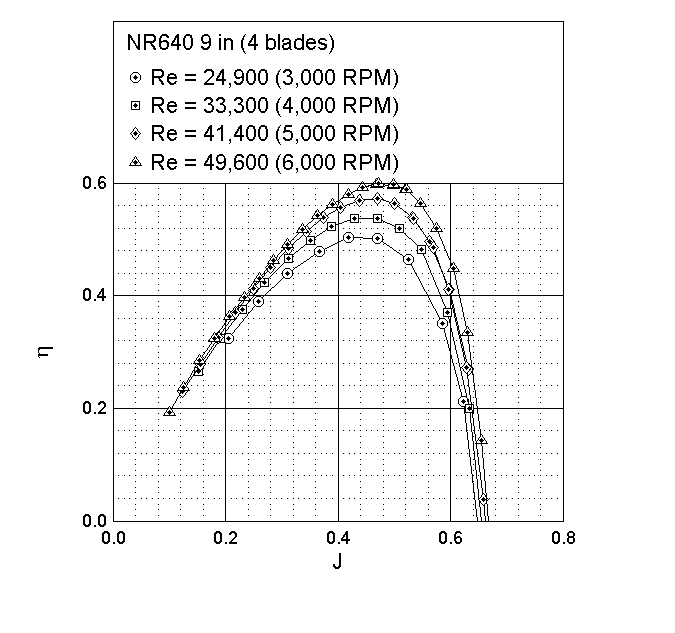 NR640 9 in (4 blades)
Re = 24,900 (3,000 RPM)
Re = 33,300 (4,000 RPM)
Re = 41,400 (5,000 RPM)
Re = 49,600 (6,000 RPM)
0.6
0.4
η
0.2
0.0
0.0 0.2 0.4 0.6 0.8
J